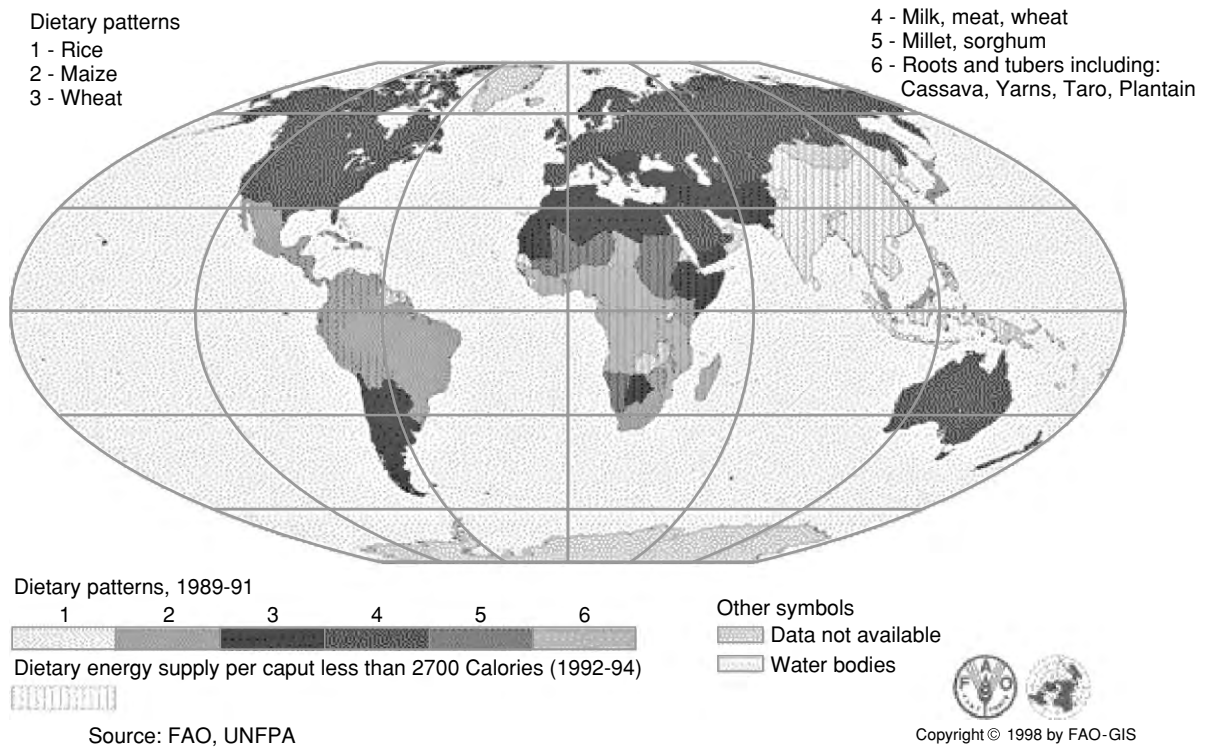 Dietary patterns
1 - Rice
2 - Maize
3 - Wheat
4 - Milk, meat, wheat
5 - Millet, sorghum
6 - Roots and tubers including:
Cassava, Yarns, Taro, Plantain
Dietary patterns, 1989-91
1 2 3 4 5 6
Dietary energy supply per caput less than 2700 Calories (1992-94)
Source: FAO, UNFPA
Other symbols
Data not available
Water bodies
F A O
Copyright © 1998 by FAO-GIS